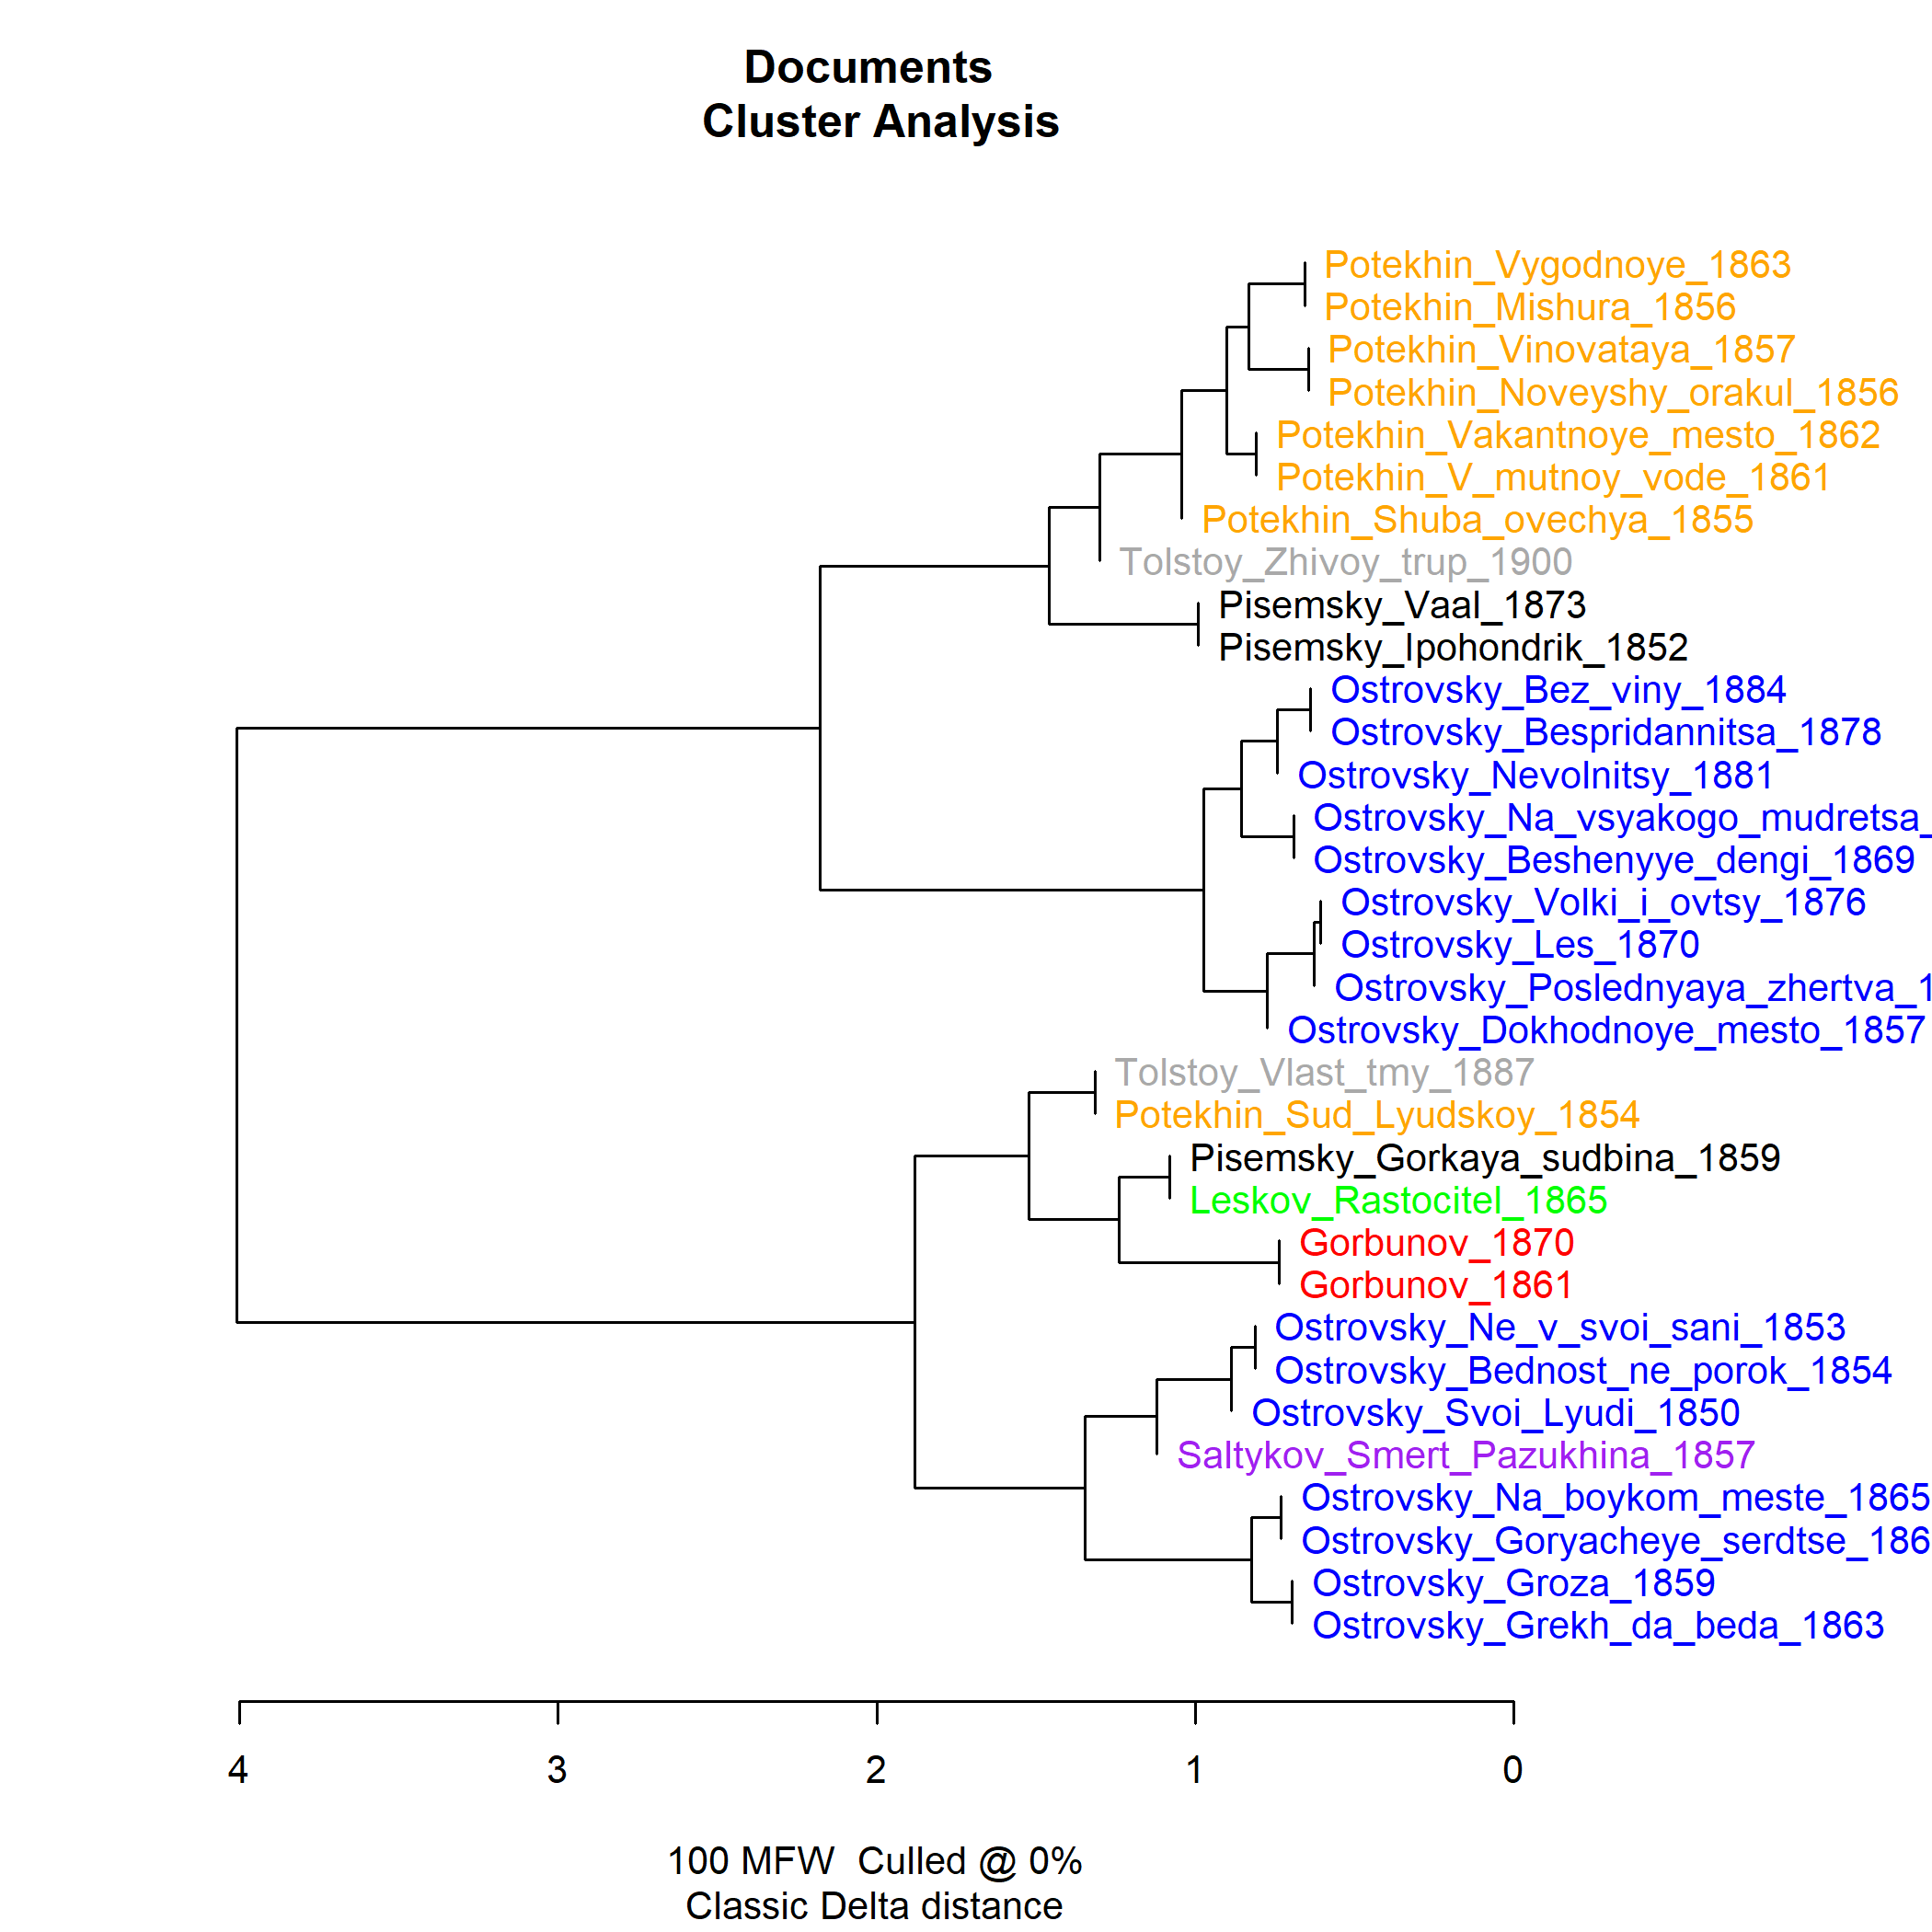 Documents
Cluster Analysis
Potekhin_Vygodnoye_1863
Potekhin_Mishura_1856
Potekhin_Vinovataya_1857
Potekhin_Noveyshy_orakul_1856
Potekhin_Vakantnoye_mesto_1862
Potekhin_V_mutnoy_vode_1861
Potekhin_Shuba_ovechya_1855
Tolstoy_Zhivoy_trup_1900
Pisemsky_Vaal_1873
Pisemsky_Ipohondrik_1852
Ostrovsky_Bez_viny_1884
Ostrovsky_Bespridannitsa_1878
Ostrovsky_Nevolnitsy_1881
Ostrovsky_Na_vsyakogo_mudretsa_
Ostrovsky_Beshenyye_dengi_1869
Ostrovsky_Volki_i_ovtsy_1876
Ostrovsky_Les_1870
Ostrovsky_Poslednyaya_zhertva_1
Ostrovsky_Dokhodnoye_mesto_1857
Tolstoy_Vlast_tmy_1887
Potekhin_Sud_Lyudskoy_1854
Pisemsky_Gorkaya_sudbina_1859
Leskov_Rastocitel_1865
Gorbunov_1870
Gorbunov_1861
Ostrovsky_Ne_v_svoi_sani_1853
Ostrovsky_Bednost_ne_porok_1854
Ostrovsky_Svoi_Lyudi_1850
Saltykov_Smert_Pazukhina_1857
Ostrovsky_Na_boykom_meste_1865
Ostrovsky_Goryacheye_serdtse_186
Ostrovsky_Groza_1859
Ostrovsky_Grekh_da_beda_1863
4 3 2 1 0
100 MFW  Culled @ 0%
Classic Delta distance